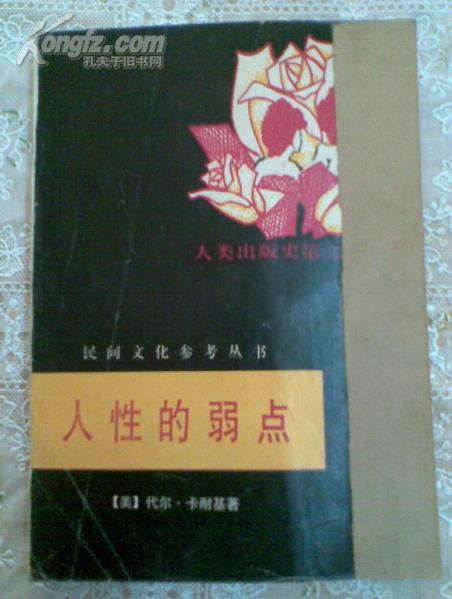 Kongfz.com
孔夫子旧书网
人类出版史第二
民间文化参考丛书
人性的弱点
【美】代尔·卡耐基著